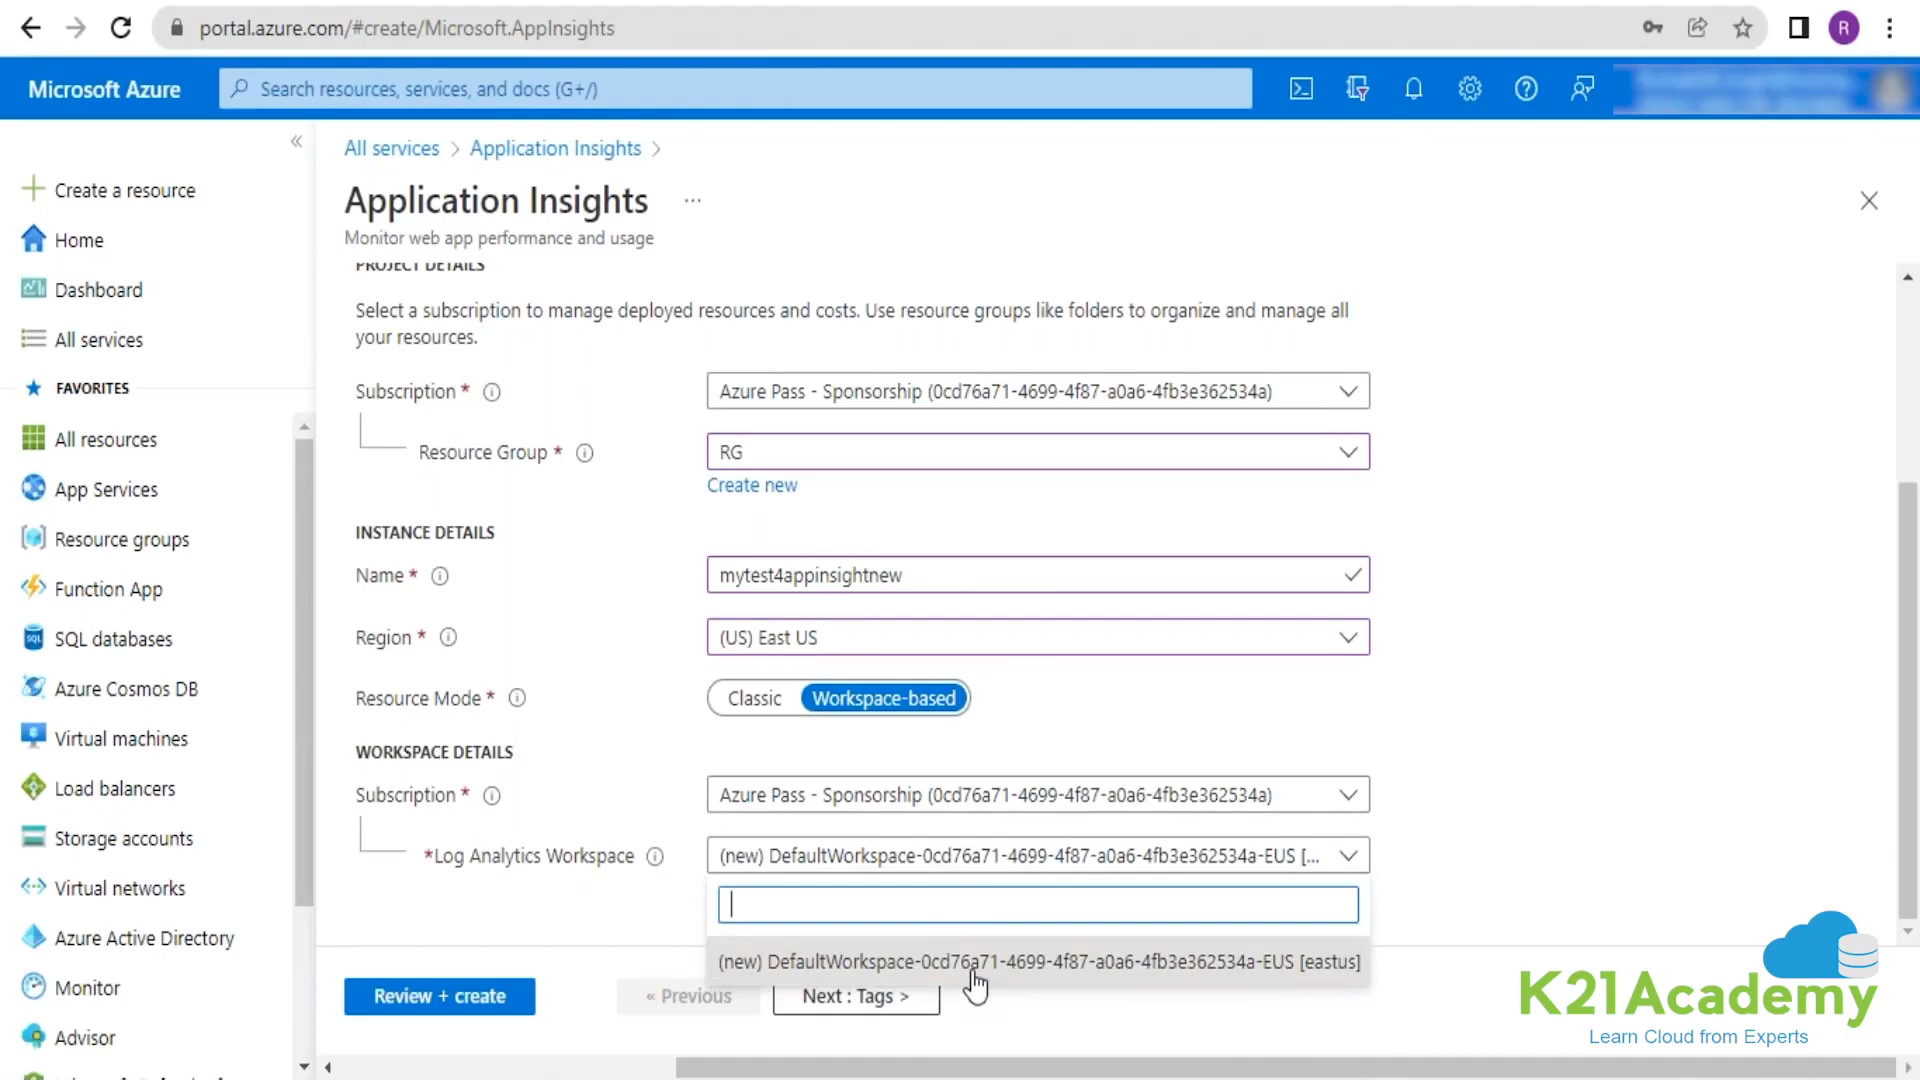 portal.azure.com/#create/Microsoft.AppInsights
R
Microsoft Azure
Search resources, services, and docs (G+/)
All services > Application Insights >
Create a resource
Home
Dashboard
All services
FAVORITES
All resources
App Services
Resource groups
Function App
SQL databases
Azure Cosmos DB
Virtual machines
Load balancers
Storage accounts
Virtual networks
Azure Active Directory
Monitor
Advisor
Application Insights ...
Monitor web app performance and usage
PROJECT DETAILS
Select a subscription to manage deployed resources and costs. Use resource groups like folders to organize and manage all
your resources.
Subscription * Azure Pass - Sponsorship (0cd76a71-4699-4f87-a0a6-4fb3e362534a)
Resource Group * RG
Create new
INSTANCE DETAILS
Name * mytest4appinsightnew
Region * (US) East US
Resource Mode * Classic Workspace-based
WORKSPACE DETAILS
Subscription * Azure Pass - Sponsorship (0cd76a71-4699-4f87-a0a6-4fb3e362534a)
*Log Analytics Workspace (new) DefaultWorkspace-0cd76a71-4699-4f87-a0a6-4fb3e362534a-EUS [...
(new) DefaultWorkspace-0cd76a71-4699-4f87-a0a6-4fb3e362534a-EUS [eastus]
Review + create « Previous Next : Tags >
K21Academy
Learn Cloud from Experts